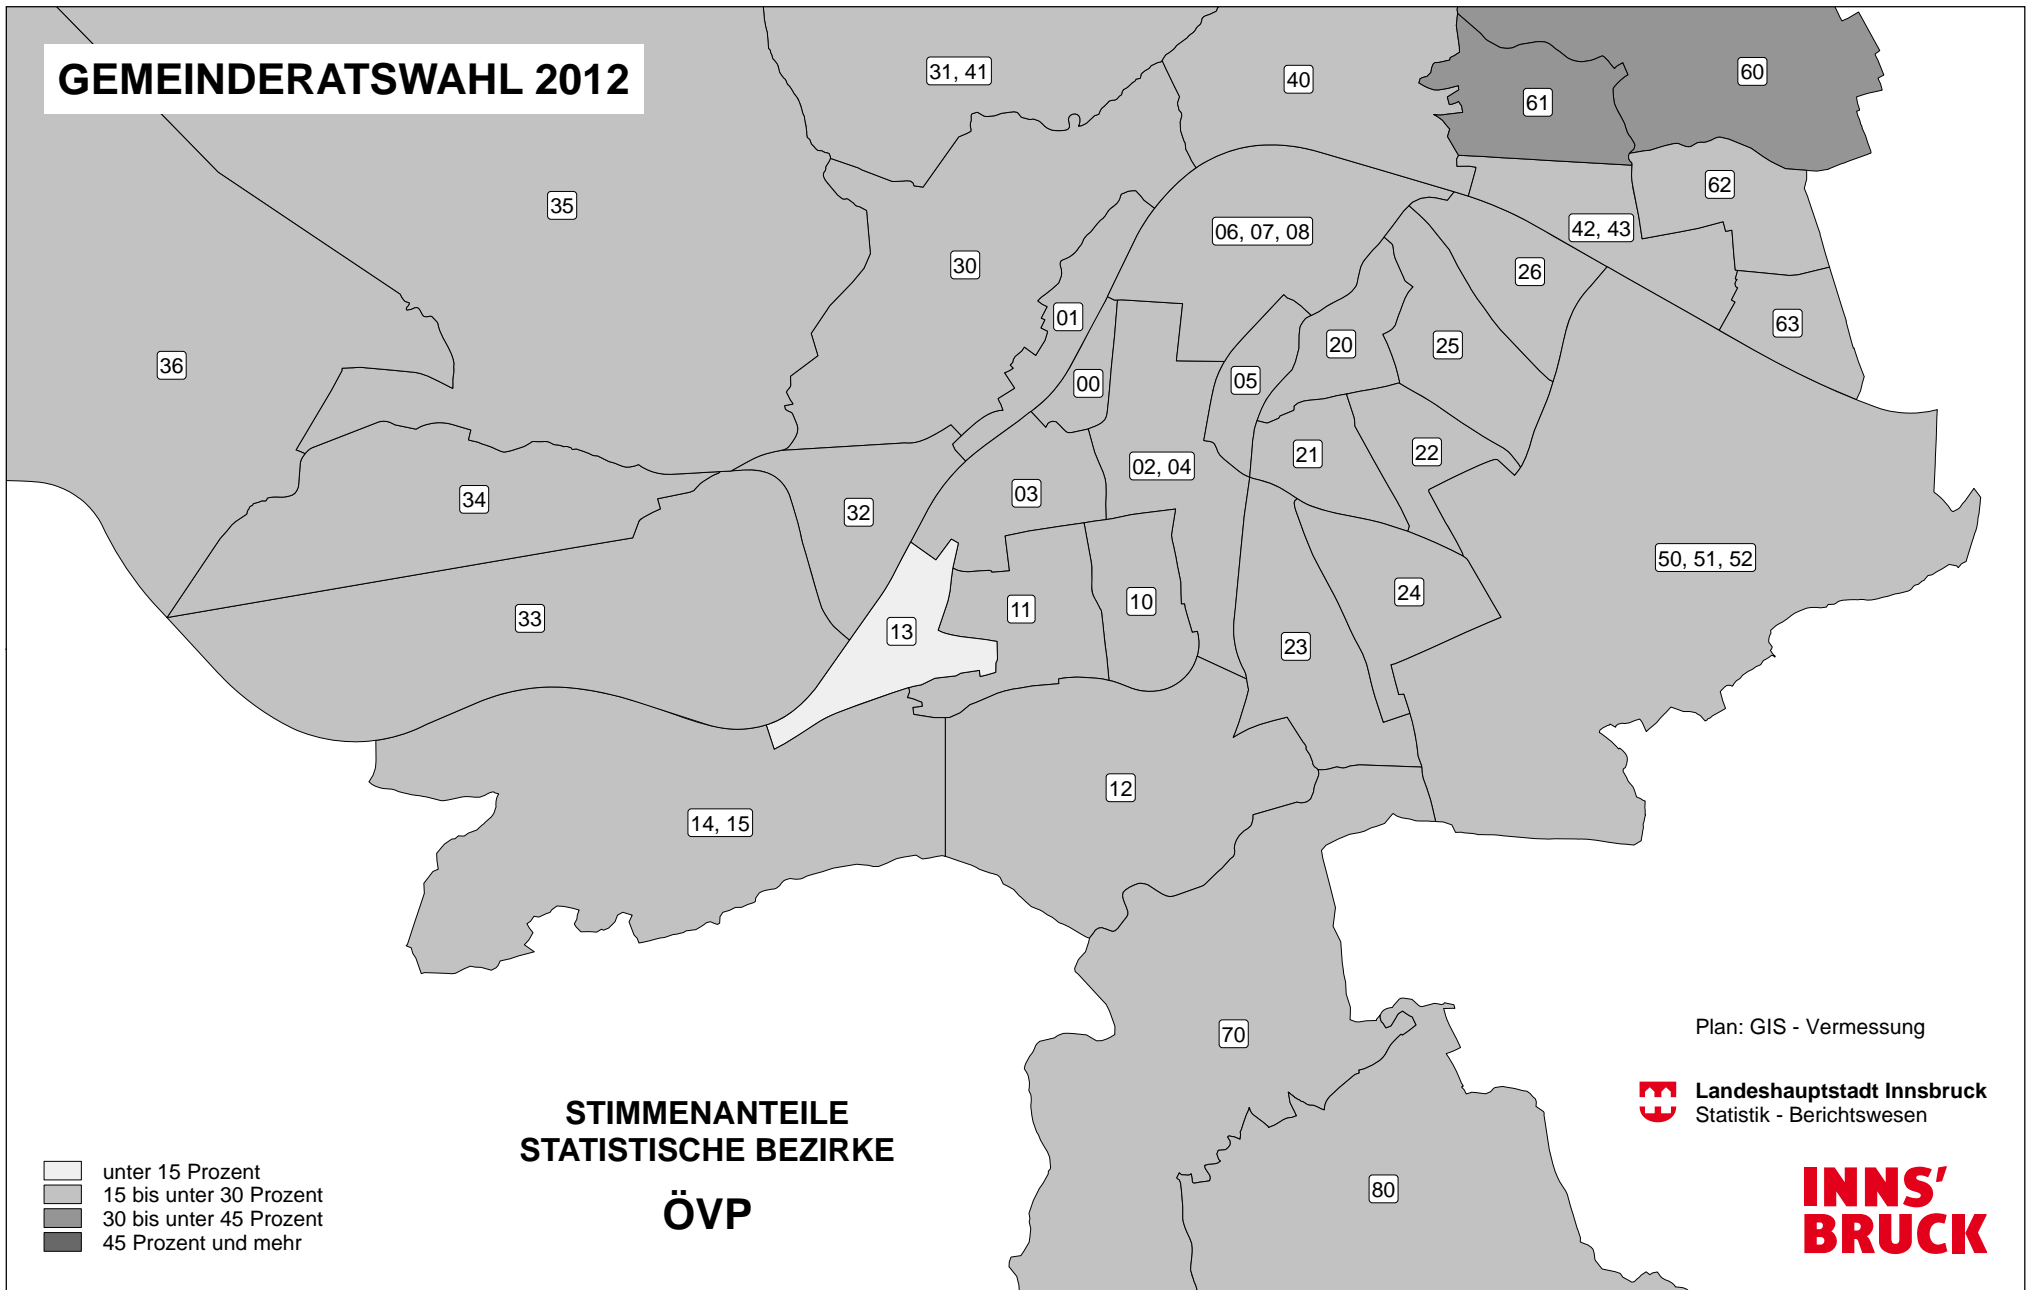 GEMEINDERATSWAHL 2012
31, 41
40
60
61
35
62
06, 07, 08
42, 43
30
26
01
63
20
25
36
00
05
22
21
02, 04
03
34
32
50, 51, 52
24
10
11
33
13
23
12
14, 15
70
80
Plan: GIS - Vermessung
Landeshauptstadt Innsbruck
Statistik - Berichtswesen
STIMMENANTEILE
STATISTISCHE BEZIRKE
ÖVP
unter 15 Prozent
15 bis unter 30 Prozent
30 bis unter 45 Prozent
45 Prozent und mehr
INNS'
BRUCK